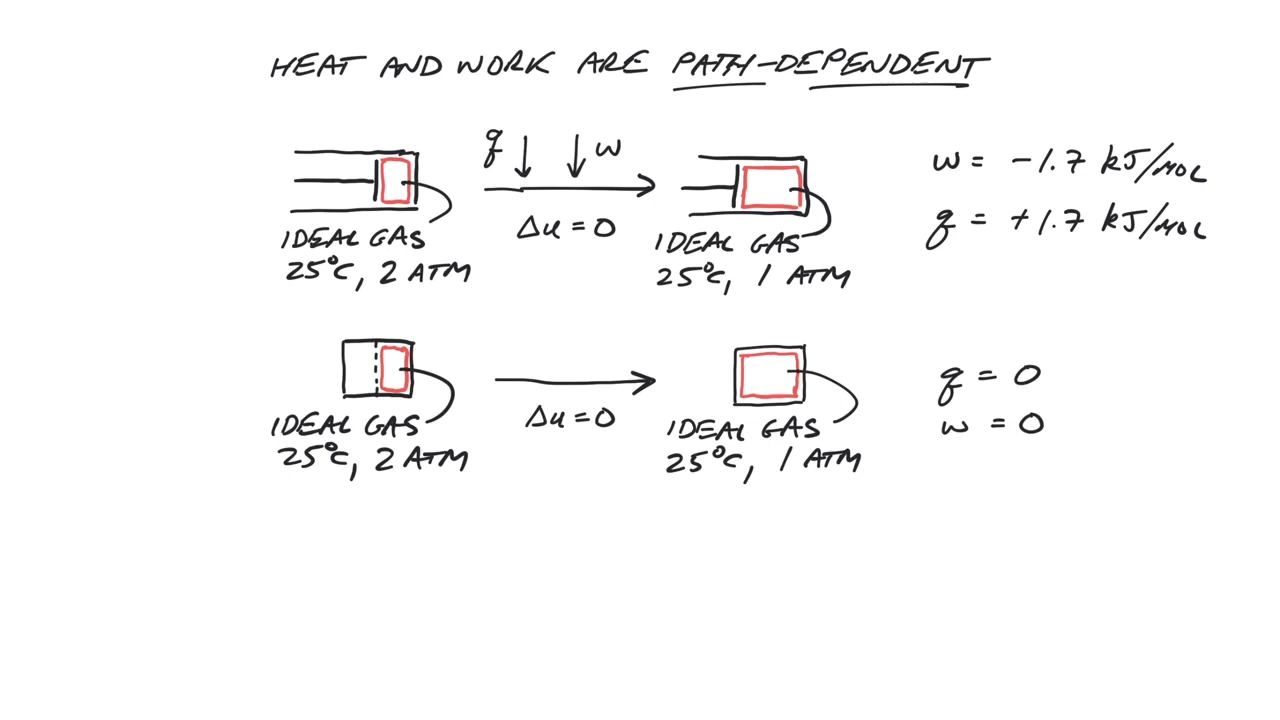 HEAT AND WORK ARE PATH-DEPENDENT
q w
Δu = 0
IDEAL GAS
25°C, 2 ATM
IDEAL GAS
25°C, 1 ATM
w = -1.7 kJ/MOL
q = +1.7 kJ/MOL
Δu = 0
IDEAL GAS
25°C, 2 ATM
IDEAL GAS
25°C, 1 ATM
q = 0
w = 0